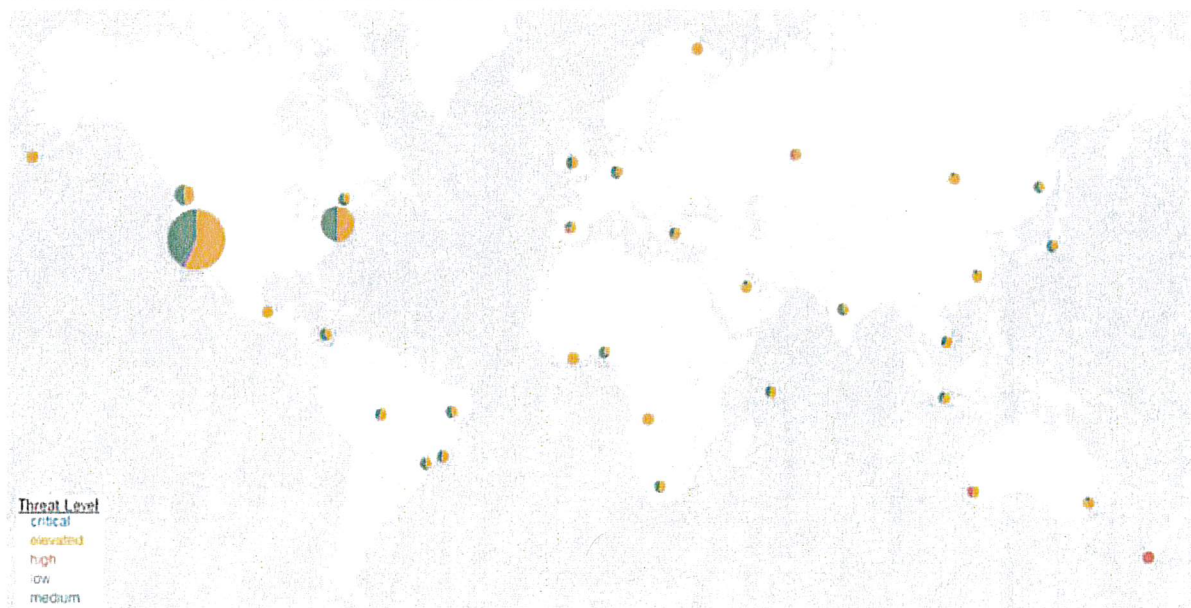 Threat Level
critical
elevated
high
low
medium